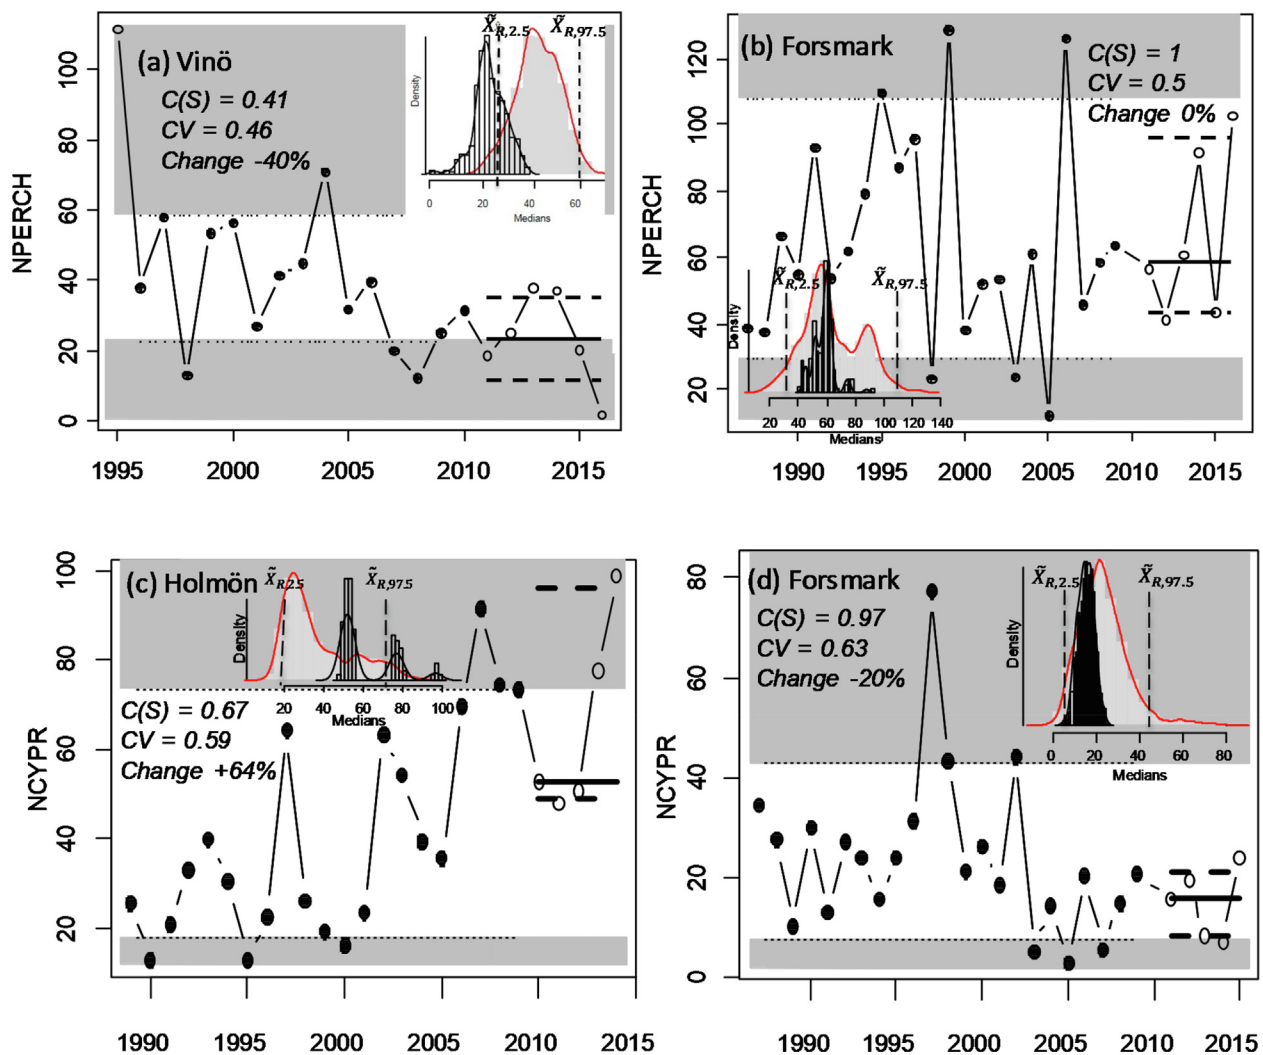 (a) Vinö
C(S) = 0.41
CV = 0.46
Change -40%
X̃R,2.5
X̃R,97.5
Density
0 20 40 60
Medians
NPERCH
100
80
60
40
20
0
1995 2000 2005 2010 2015
(b) Forsmark
C(S) = 1
CV = 0.5
Change 0%
X̃R,2.5
X̃R,97.5
Density
20 40 60 80 100 120 140
Medians
NPERCH
120
100
80
60
40
20
1990 1995 2000 2005 2010 2015
(c) Holmön
X̃R,2.5
X̃R,97.5
Density
20 40 60 80 100
Medians
C(S) = 0.67
CV = 0.59
Change +64%
NCYPR
100
80
60
40
20
1990 1995 2000 2005 2010 2015
(d) Forsmark
C(S) = 0.97
CV = 0.63
Change -20%
X̃R,2.5
X̃R,97.5
Density
0 20 40 60 80
Medians
NCYPR
80
60
40
20
0
1990 1995 2000 2005 2010 2015